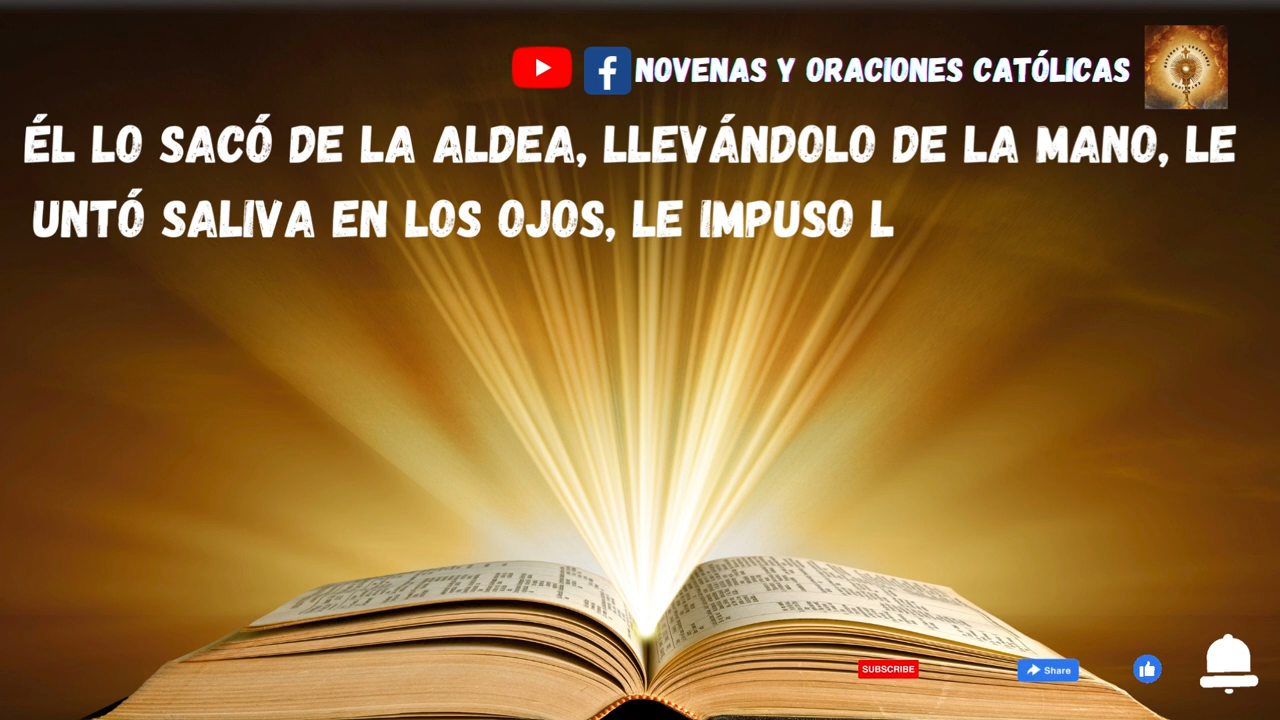 NOVENAS Y ORACIONES CATÓLICAS
ÉL LO SACÓ DE LA ALDEA, LLEVÁNDOLO DE LA MANO, LE
UNTÓ SALIVA EN LOS OJOS, LE IMPUSO L
SUBSCRIBE
Share